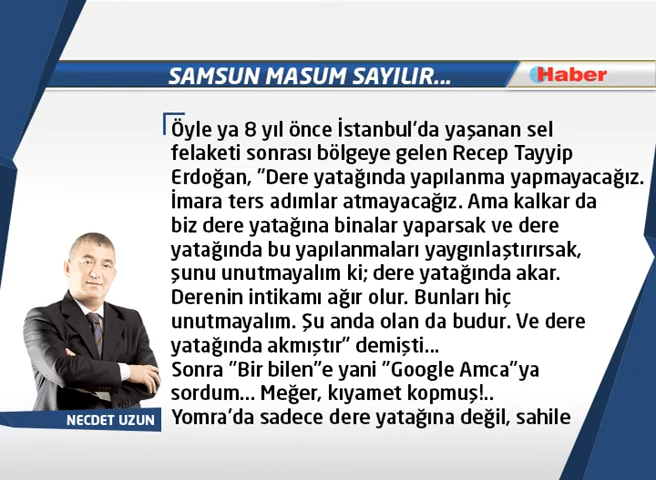 SAMSUN MASUM SAYILIR...
Haber
Öyle ya 8 yıl önce İstanbul'da yaşanan sel
felaketi sonrası bölgeye gelen Recep Tayyip
Erdoğan, "Dere yatağında yapılanma yapmayacağız.
İmara ters adımlar atmayacağız. Ama kalkar da
biz dere yatağına binalar yaparsak ve dere
yatağında bu yapılanmaları yaygınlaştırırsak,
şunu unutmayalım ki; dere yatağında akar.
Derenin intikamı ağır olur. Bunları hiç
unutmayalım. Şu anda olan da budur. Ve dere
yatağında akmıştır" demişti...
Sonra "Bir bilen"e yani "Google Amca"ya
sordum... Meğer, kıyamet kopmuş!..
Yomra'da sadece dere yatağına değil, sahile
NECDET UZUN